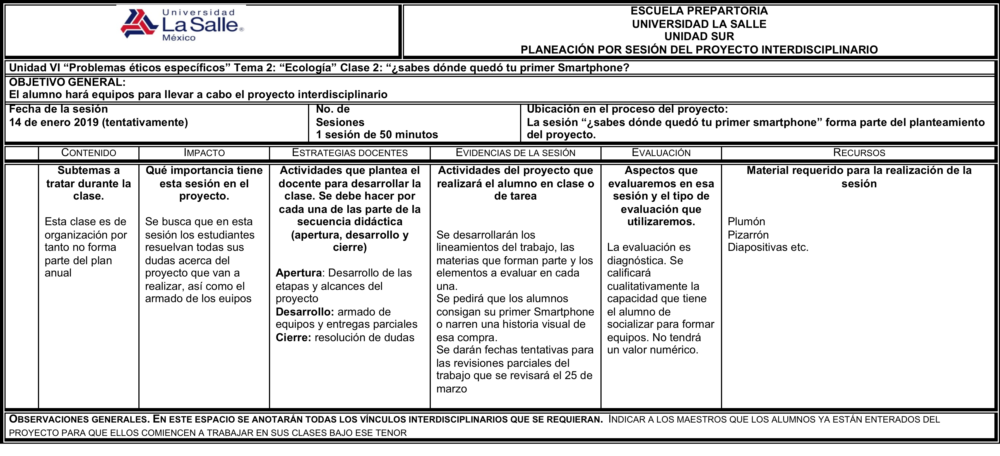 Universidad
La Salle®
México
ESCUELA PREPARTORIA
UNIVERSIDAD LA SALLE
UNIDAD SUR
PLANEACIÓN POR SESIÓN DEL PROYECTO INTERDISCIPLINARIO
Unidad VI “Problemas éticos específicos” Tema 2: “Ecología” Clase 2: “¿sabes dónde quedó tu primer Smartphone?
OBJETIVO GENERAL:
El alumno hará equipos para llevar a cabo el proyecto interdisciplinario
Fecha de la sesión
14 de enero 2019 (tentativamente)
No. de
Sesiones
1 sesión de 50 minutos
Ubicación en el proceso del proyecto:
La sesión “¿sabes dónde quedó tu primer smartphone” forma parte del planteamiento
del proyecto.
CONTENIDO
IMPACTO
ESTRATEGIAS DOCENTES
EVIDENCIAS DE LA SESIÓN
EVALUACIÓN
RECURSOS
Subtemas a
tratar durante la
clase.
Esta clase es de
organización por
tanto no forma
parte del plan
anual
Qué importancia tiene
esta sesión en el
proyecto.
Se busca que en esta
sesión los estudiantes
resuelvan todas sus
dudas acerca del
proyecto que van a
realizar, así como el
armado de los euipos
Actividades que plantea el
docente para desarrollar la
clase. Se debe hacer por
cada una de las parte de la
secuencia didáctica
(apertura, desarrollo y
cierre)
Apertura: Desarrollo de las
etapas y alcances del
proyecto
Desarrollo: armado de
equipos y entregas parciales
Cierre: resolución de dudas
Actividades del proyecto que
realizará el alumno en clase o
de tarea
Se desarrollarán los
lineamientos del trabajo, las
materias que forman parte y los
elementos a evaluar en cada
una.
Se pedirá que los alumnos
consigan su primer Smartphone
o narren una historia visual de
esa compra.
Se darán fechas tentativas para
las revisiones parciales del
trabajo que se revisará el 25 de
marzo
Aspectos que
evaluaremos en esa
sesión y el tipo de
evaluación que
utilizaremos.
La evaluación es
diagnóstica. Se
calificará
cualitativamente la
capacidad que tiene
el alumno de
socializar para formar
equipos. No tendrá
un valor numérico.
Material requerido para la realización de la
sesión
Plumón
Pizarrón
Diapositivas etc.
OBSERVACIONES GENERALES. EN ESTE ESPACIO SE ANOTARÁN TODAS LOS VÍNCULOS INTERDISCIPLINARIOS QUE SE REQUIERAN. INDICAR A LOS MAESTROS QUE LOS ALUMNOS YA ESTÁN ENTERADOS DEL
PROYECTO PARA QUE ELLOS COMIENCEN A TRABAJAR EN SUS CLASES BAJO ESE TENOR